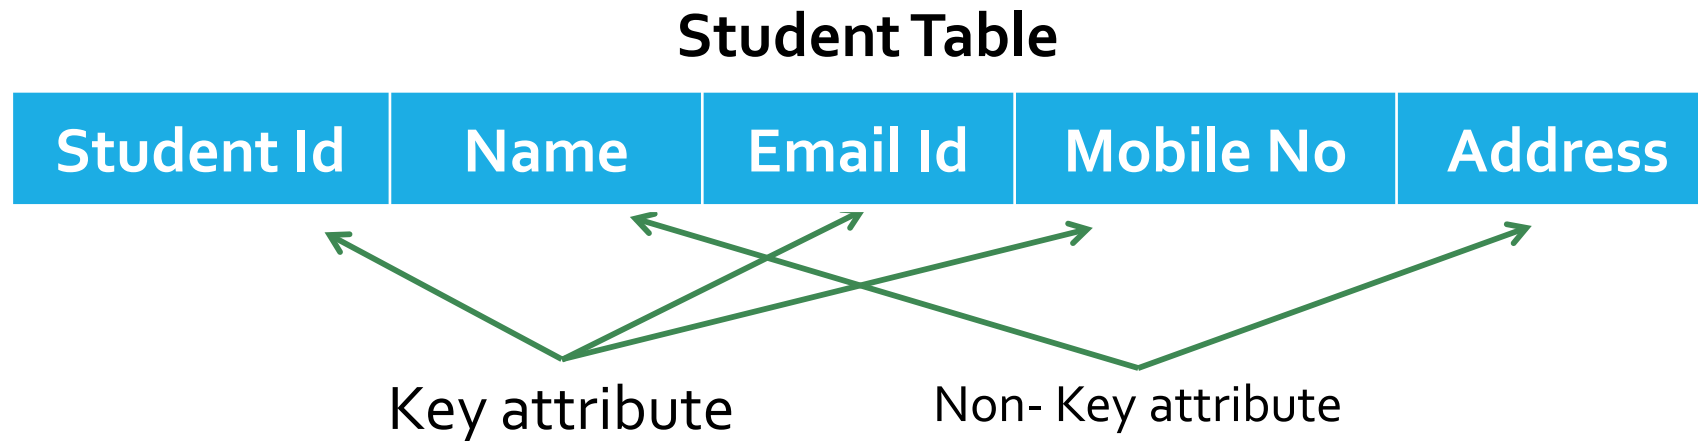 Student Table
Student Id Name Email Id Mobile No Address
Key attribute Non- Key attribute